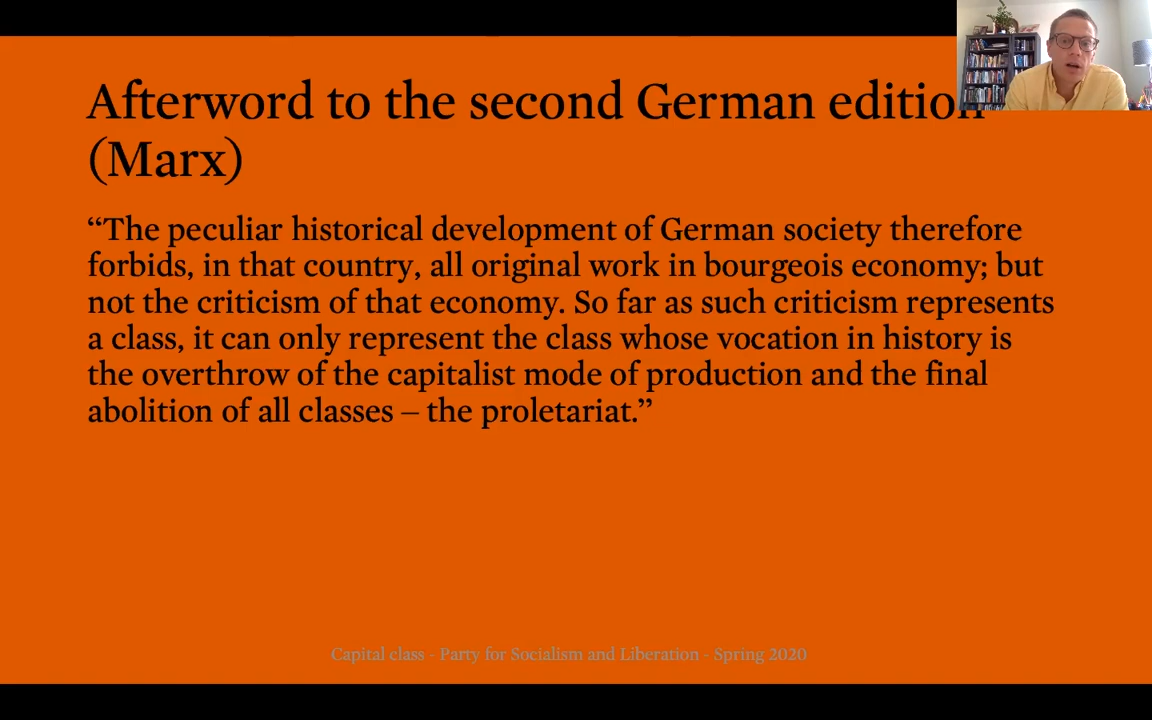 Afterword to the second German edition
(Marx)
“The peculiar historical development of German society therefore
forbids, in that country, all original work in bourgeois economy; but
not the criticism of that economy. So far as such criticism represents
a class, it can only represent the class whose vocation in history is
the overthrow of the capitalist mode of production and the final
abolition of all classes – the proletariat.”
Capital class - Party for Socialism and Liberation - Spring 2020